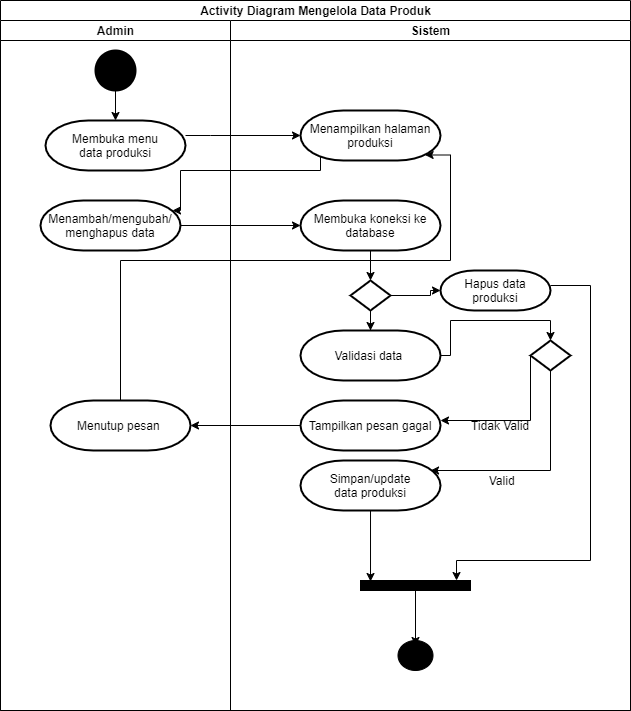 Activity Diagram Mengelola Data Produk
Admin
Sistem
Membuka menu
data produksi
Menampilkan halaman
produksi
Menambah/mengubah/
menghapus data
Membuka koneksi ke
database
Hapus data
produksi
Validasi data
Menutup pesan
Tampilkan pesan gagal
Tidak Valid
Simpan/update
data produksi
Valid